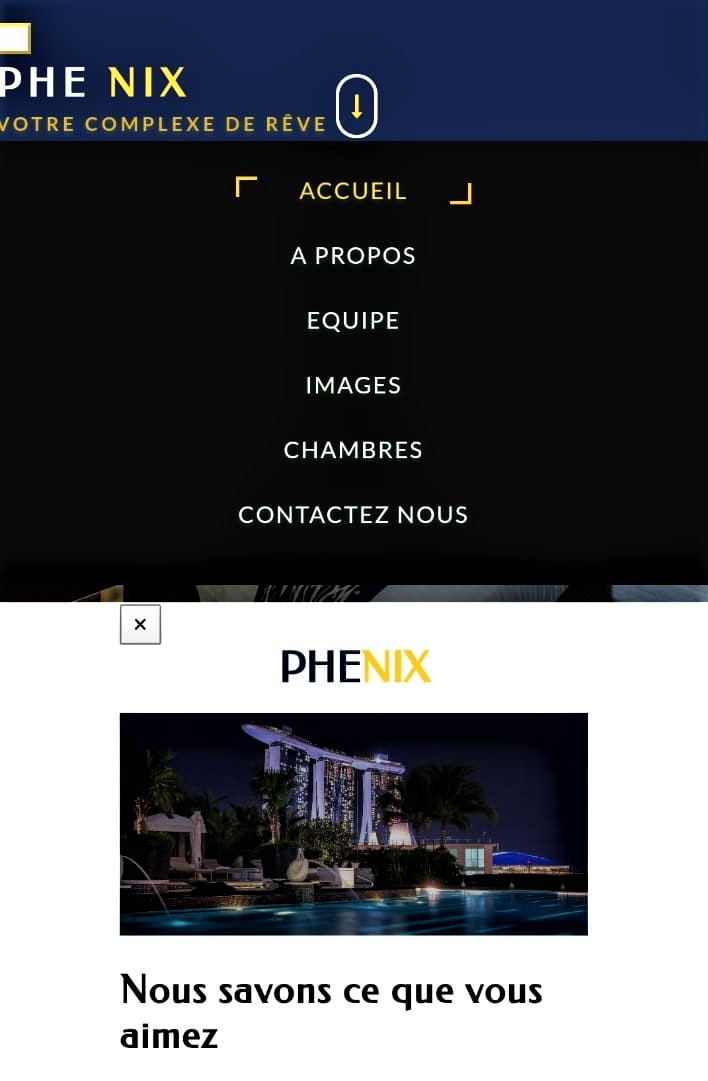 PHE NIX
VOTRE COMPLEXE DE RÊVE
ACCUEIL
A PROPOS
EQUIPE
IMAGES
CHAMBRES
CONTACTEZ NOUS
×
PHENIX
Nous savons ce que vous
aimez